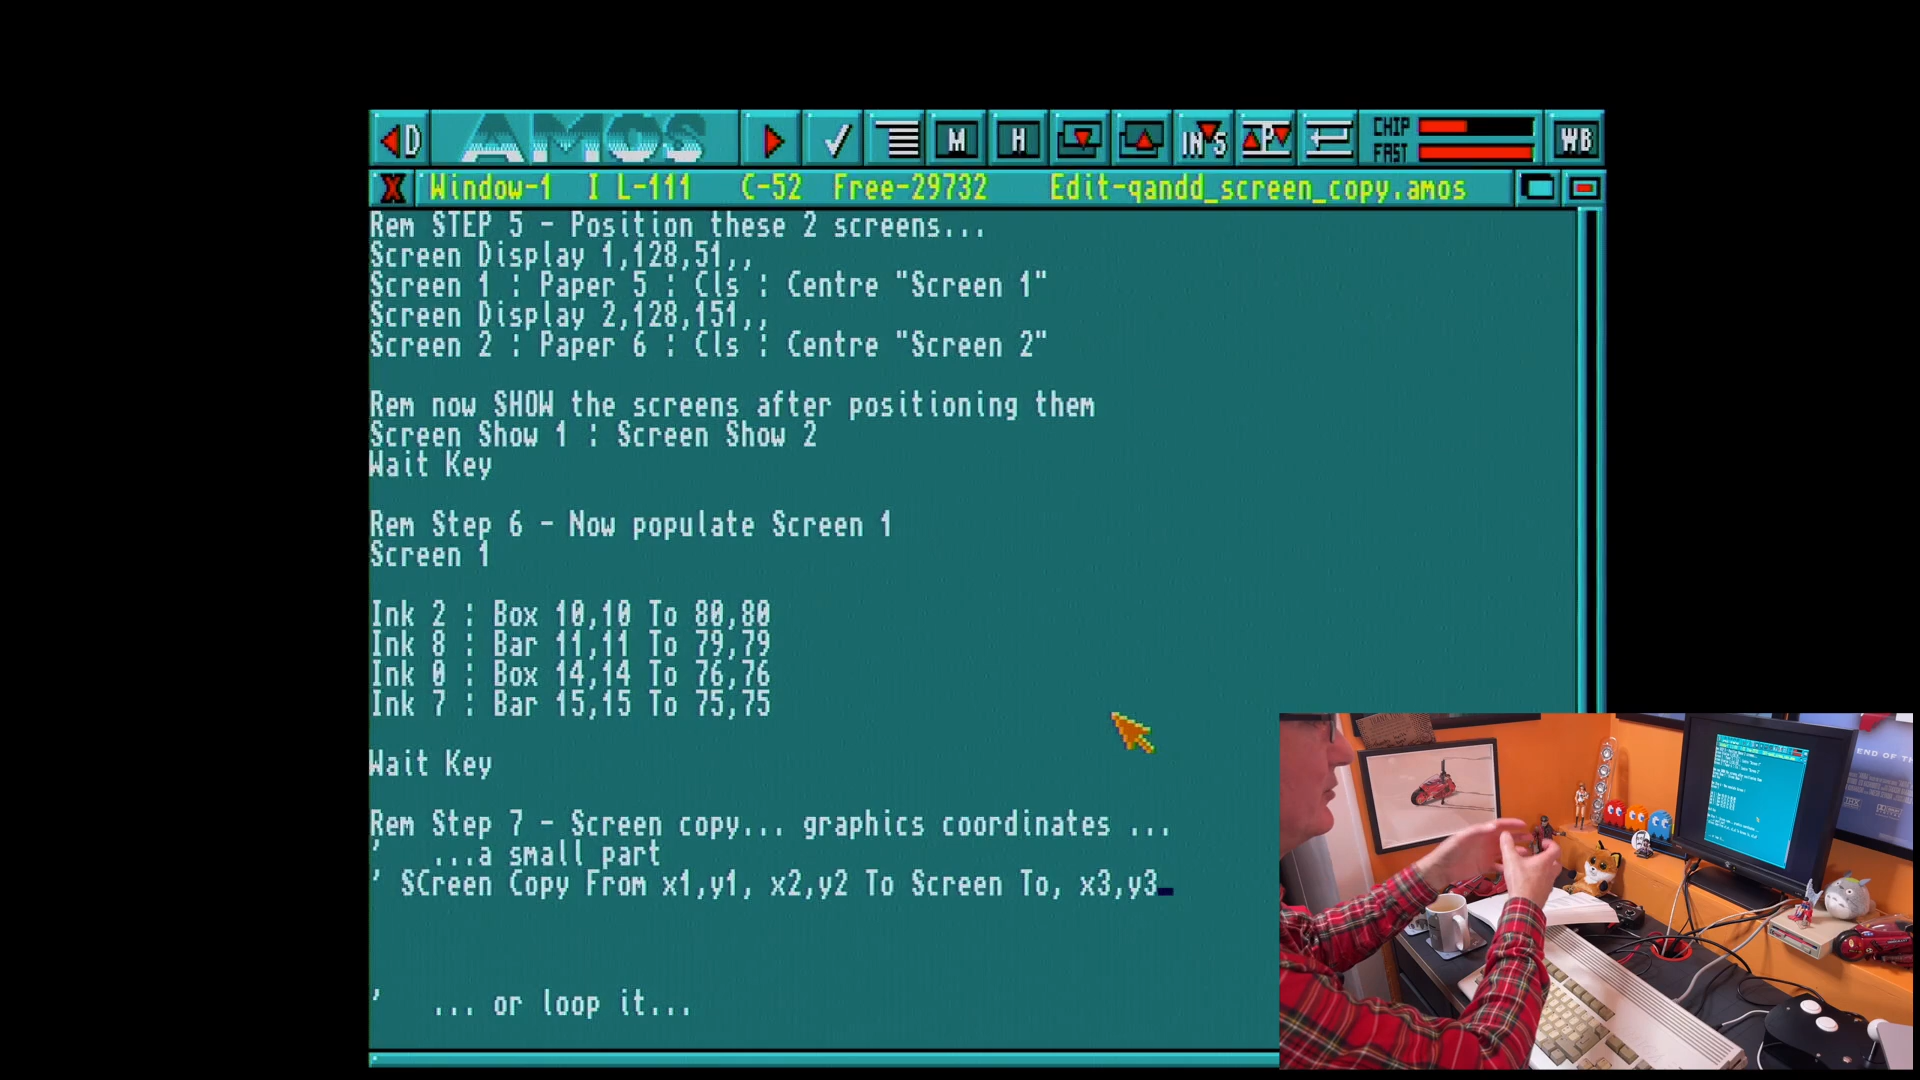 D AMOS M H INS P CHIP FAST WB
X Window-1 I L-111 C-52 Free-29732 Edit-qandd_screen_copy.amos
Rem STEP 5 - Position these 2 screens...
Screen Display 1,128,51,,
Screen 1 : Paper 5 : Cls : Centre "Screen 1"
Screen Display 2,128,151,,
Screen 2 : Paper 6 : Cls : Centre "Screen 2"
Rem now SHOW the screens after positioning them
Screen Show 1 : Screen Show 2
Wait Key
Rem Step 6 - Now populate Screen 1
Screen 1
Ink 2 : Box 10,10 To 80,80
Ink 8 : Bar 11,11 To 79,79
Ink 0 : Box 14,14 To 76,76
Ink 7 : Bar 15,15 To 75,75
Wait Key
Rem Step 7 - Screen copy... graphics coordinates ...
' ...a small part
' SCreen Copy From x1,y1, x2,y2 To Screen To, x3,y3
' ... or loop it...
END OF TH